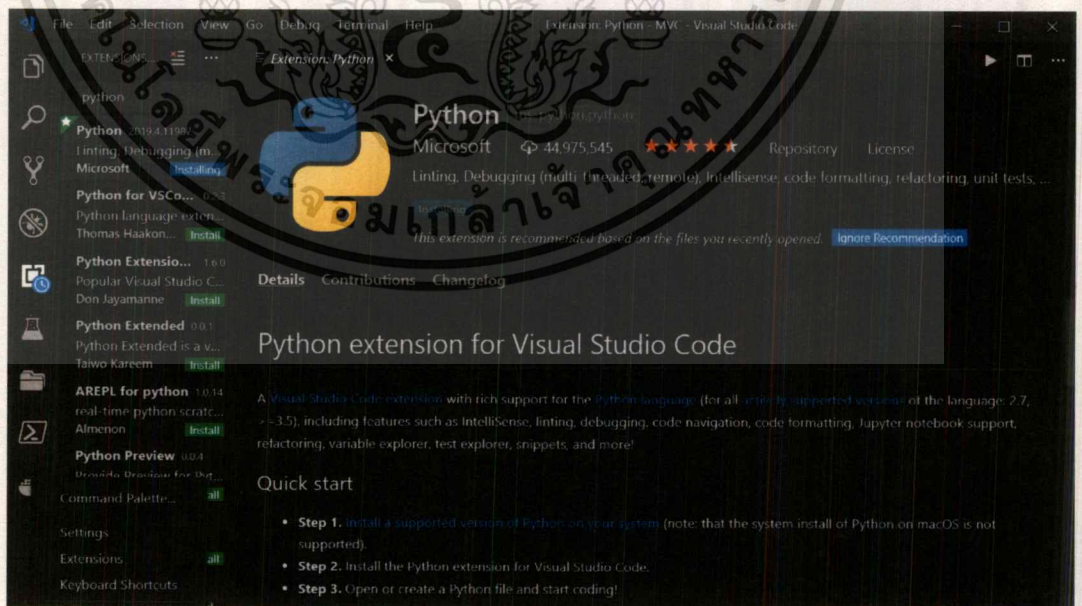 File Edit Selection View Go Debug Terminal Help
Extension: Python - MVC - Visual Studio Code
EXTENSIONS
Extension: Python
python
Python 2019.4.11987
Linting, Debugging (m...
Microsoft Installing
Python for VSCo...
Python language exten...
Thomas Haakon... Install
Python Extensio... 1.6.0
Popular Visual Studio C...
Don Jayamanne Install
Python Extended 0.0.1
Python Extended is a v...
Taiwo Kareem Install
AREPL for python 1.0.14
real-time python scratc...
Almenon Install
Python Preview 0.0.4
Provide Preview for Pyt...
Command Palette... all
Settings
Extensions all
Keyboard Shortcuts
Python
Microsoft 44,975,545 Repository License
Linting, Debugging (multi-threaded, remote), Intellisense, code formatting, refactoring, unit tests, ...
This extension is recommended based on the files you recently opened. Ignore Recommendation
Details Contributions Changelog
Python extension for Visual Studio Code
A Visual Studio Code extension with rich support for the Python language (for all actively supported versions of the language: 2.7,
>=3.5), including features such as IntelliSense, linting, debugging, code navigation, code formatting, Jupyter notebook support,
refactoring, variable explorer, test explorer, snippets, and more!
Quick start
• Step 1. Install a supported version of Python on your system (note: that the system install of Python on macOS is not
supported).
• Step 2. Install the Python extension for Visual Studio Code.
• Step 3. Open or create a Python file and start coding!